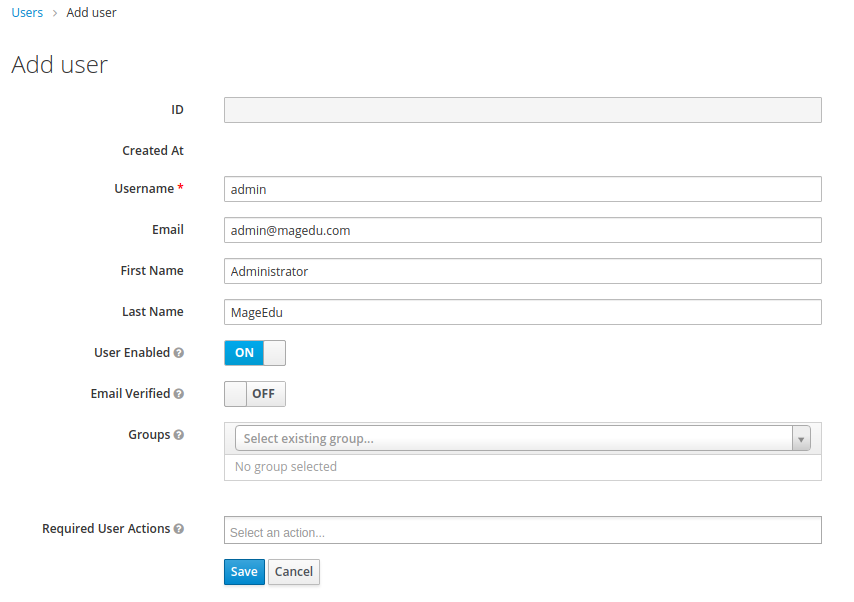 Users > Add user
Add user
ID
Created At
Username *
admin
Email
admin@magedu.com
First Name
Administrator
Last Name
MageEdu
User Enabled
ON
Email Verified
OFF
Groups
Select existing group...
No group selected
Required User Actions
Select an action...
Save Cancel